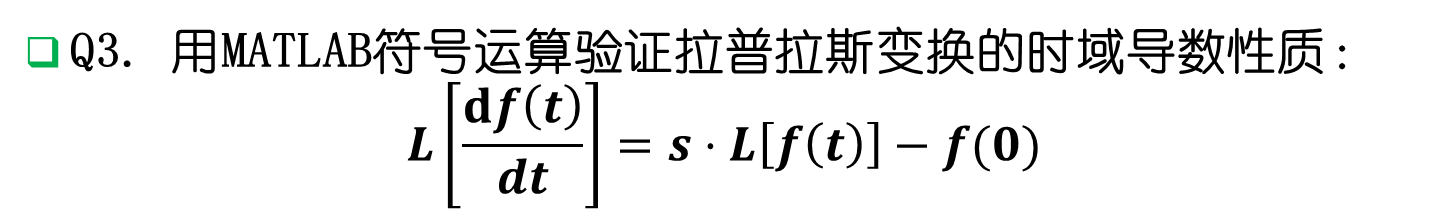 Q3. 用MATLAB符号运算验证拉普拉斯变换的时域导数性质:
L[df(t)/dt] = s · L[f(t)] − f(0)